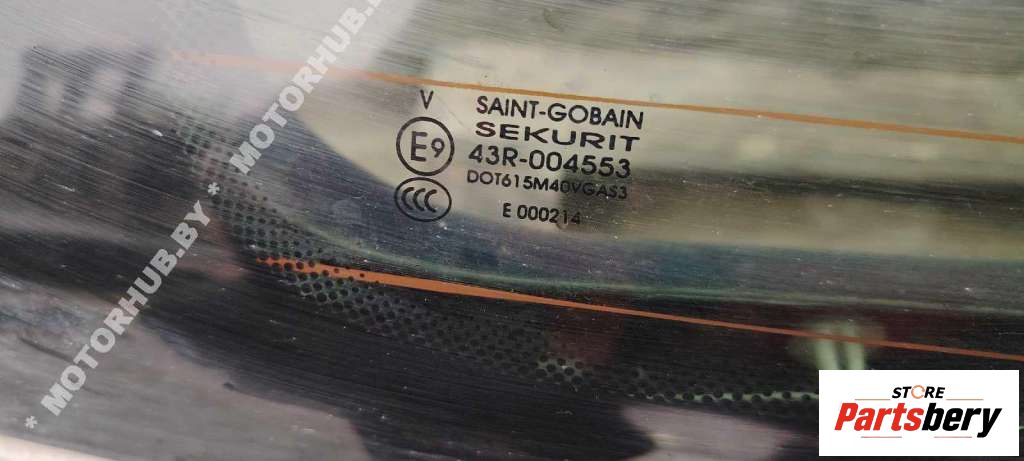 V
SAINT-GOBAIN
SEKURIT
E9
43R-004553
DOT615M40VGAS3
CCC
E 000214
* MOTORHUB.BY * MOTORHUB.BY
STORE
Partsbery